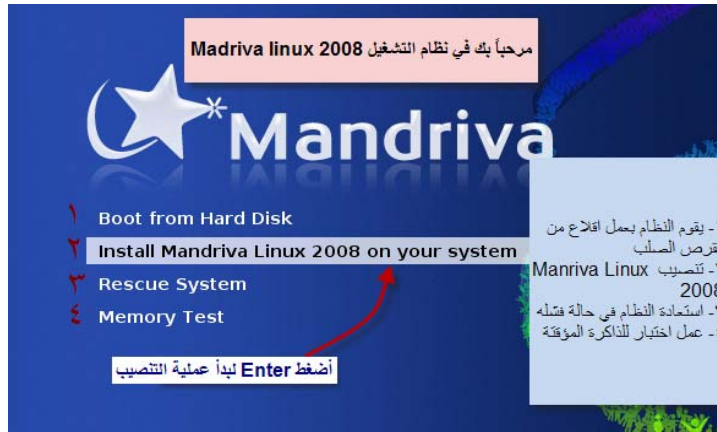 مرحباً بك في نظام التشغيل Madriva linux 2008
Mandriva
١ Boot from Hard Disk
٢ Install Mandriva Linux 2008 on your system
٣ Rescue System
٤ Memory Test
أضغط Enter لبدأ عملية التنصيب
- يقوم النظام بعمل اقلاع من
الصلب
- تنصيب Manriva Linux
2008
- استعادة النظام في حالة فشله
- عمل اختبار للذاكرة المؤقتة